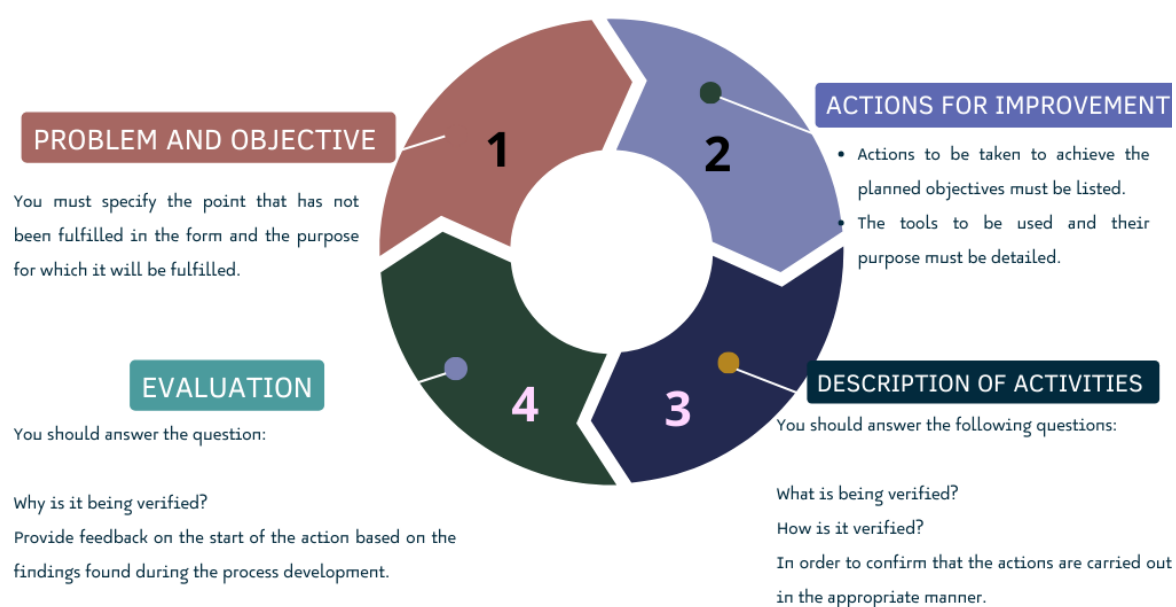 PROBLEM AND OBJECTIVE
You must specify the point that has not
been fulfilled in the form and the purpose
for which it will be fulfilled.
1
2
ACTIONS FOR IMPROVEMENT
• Actions to be taken to achieve the
planned objectives must be listed.
• The tools to be used and their
purpose must be detailed.
3
DESCRIPTION OF ACTIVITIES
You should answer the following questions:
What is being verified?
How is it verified?
In order to confirm that the actions are carried out
in the appropriate manner.
4
EVALUATION
You should answer the question:
Why is it being verified?
Provide feedback on the start of the action based on the
findings found during the process development.